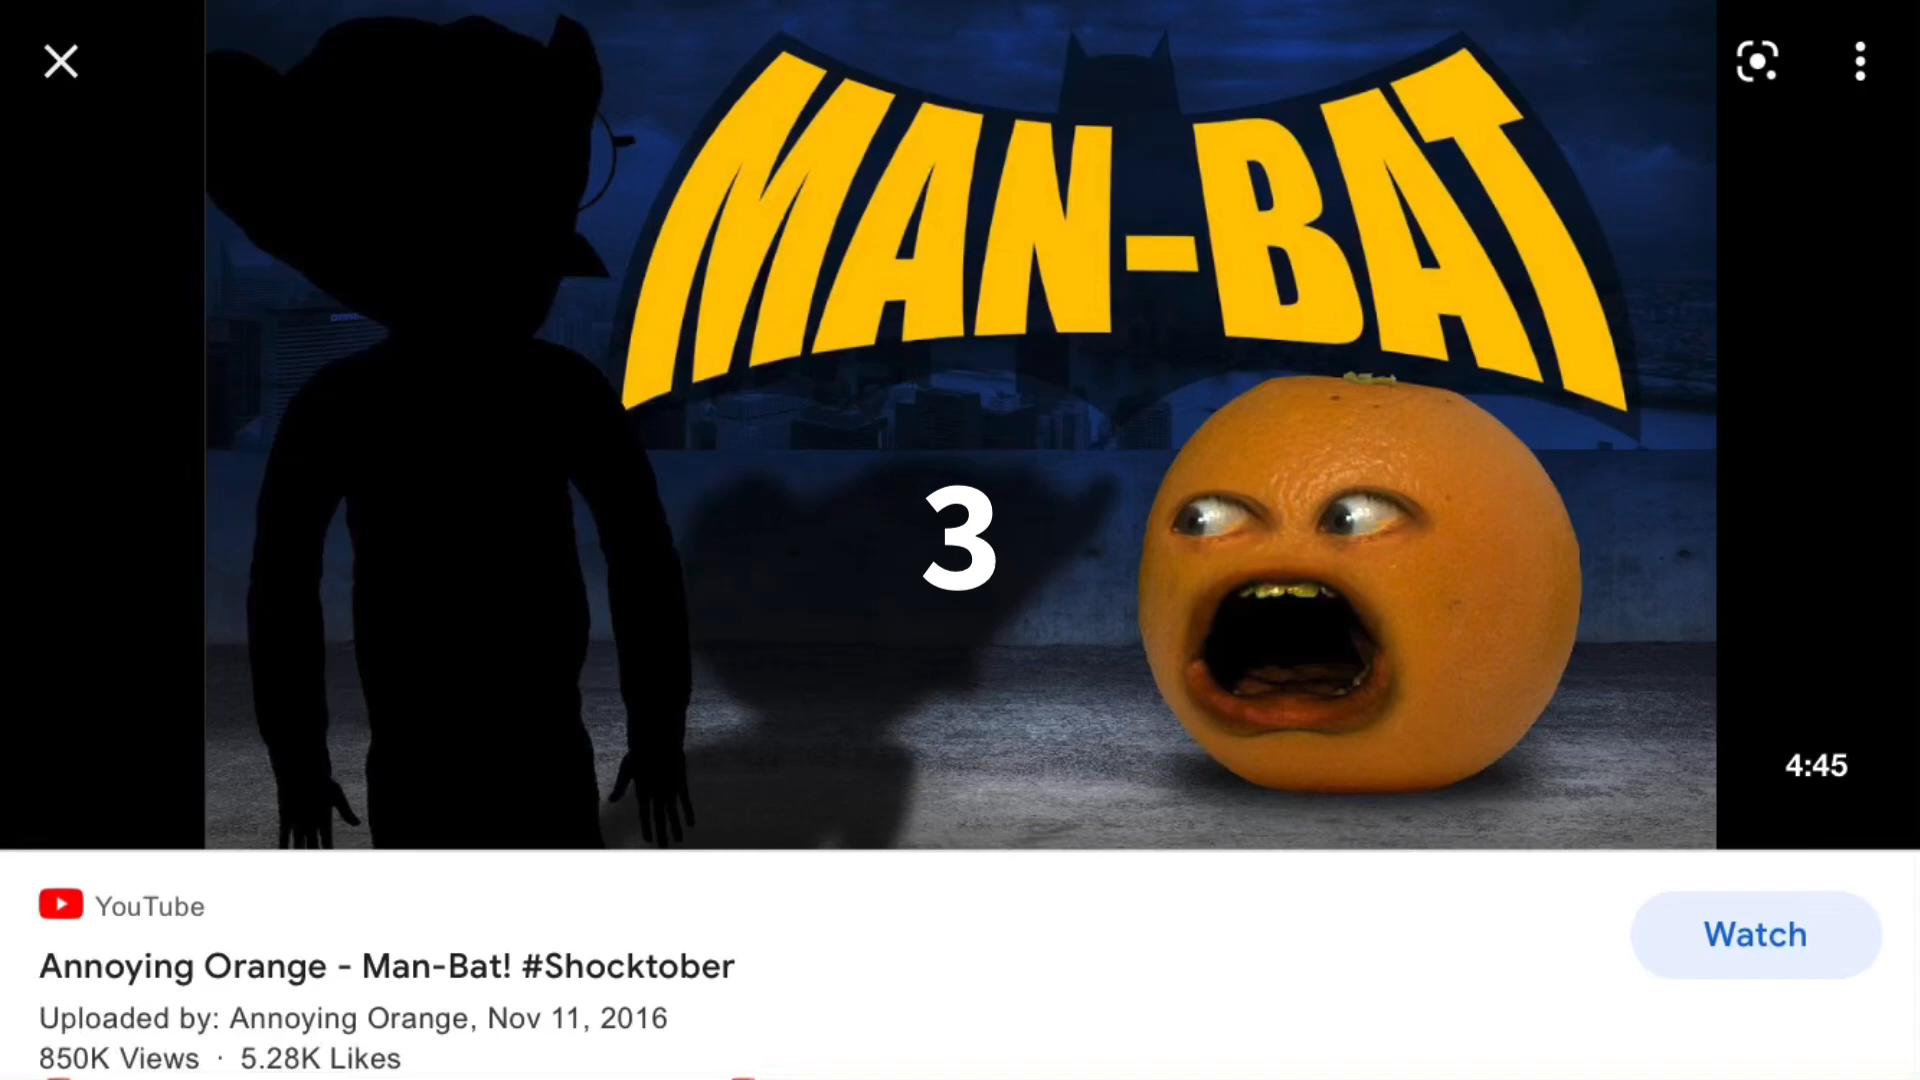 MAN-BAT
3
4:45
YouTube
Watch
Annoying Orange - Man-Bat! #Shocktober
Uploaded by: Annoying Orange, Nov 11, 2016
850K Views · 5.28K Likes